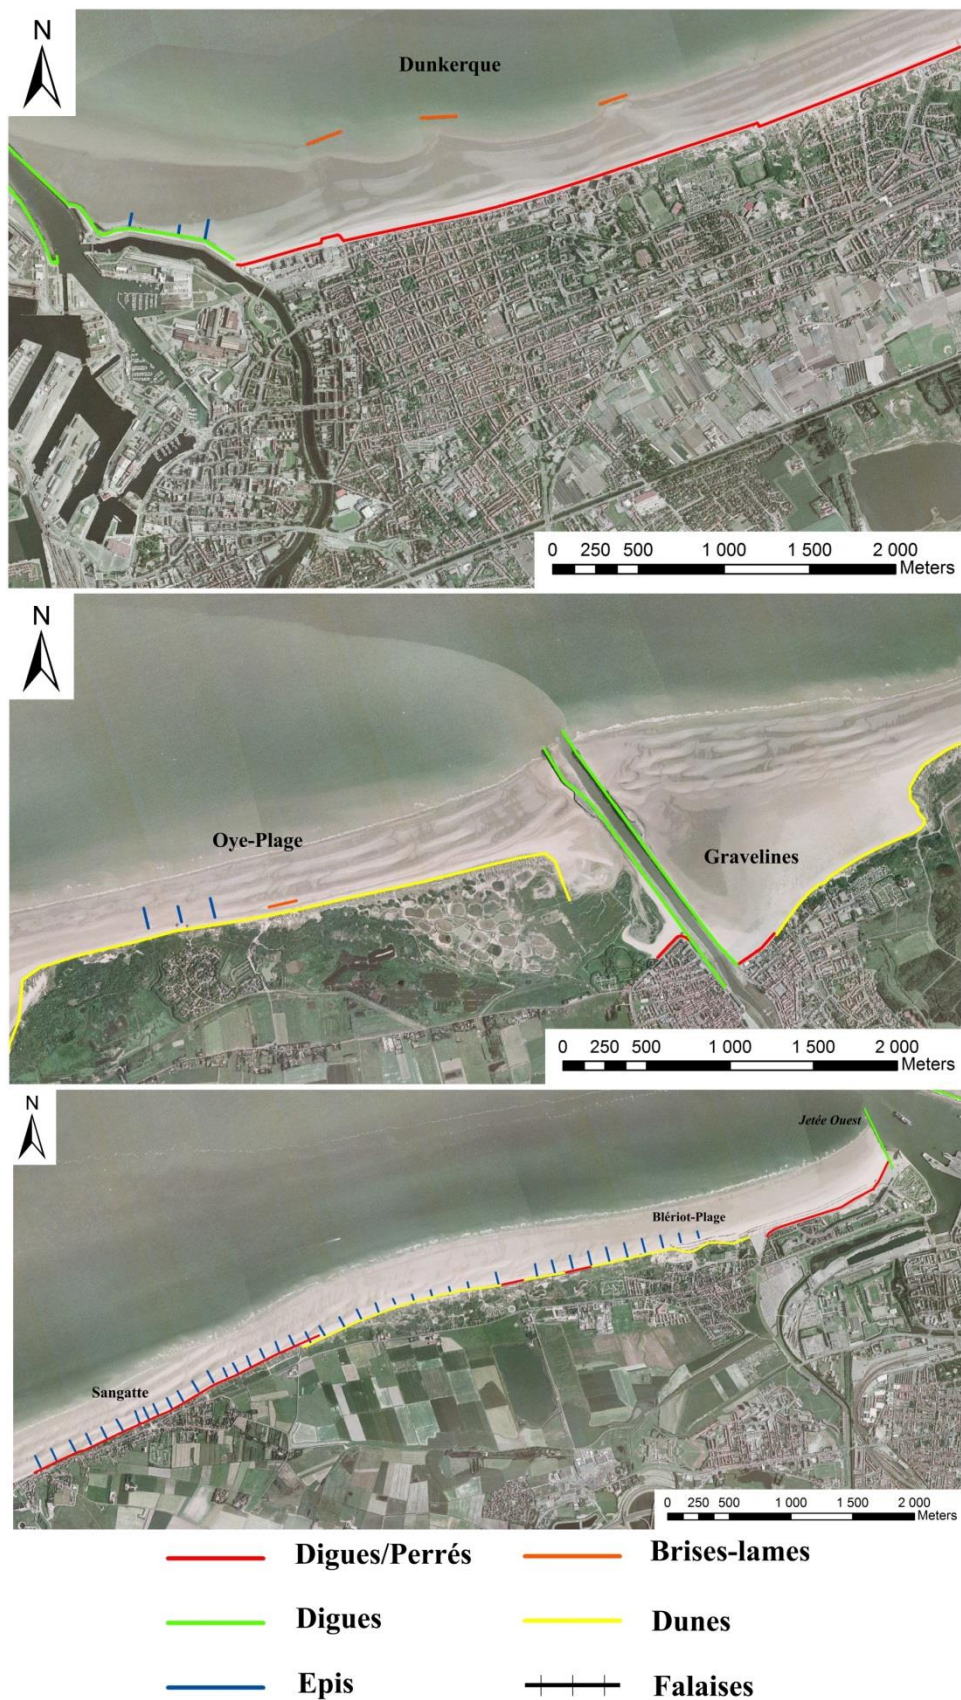 N
Dunkerque
0 250 500 1 000 1 500 2 000
Meters
N
Oye-Plage
Gravelines
0 250 500 1 000 1 500 2 000
Meters
N
Jetée Ouest
Blériot-Plage
Sangatte
0 250 500 1 000 1 500 2 000
Meters
Digues/Perrés Brises-lames
Digues Dunes
Epis Falaises